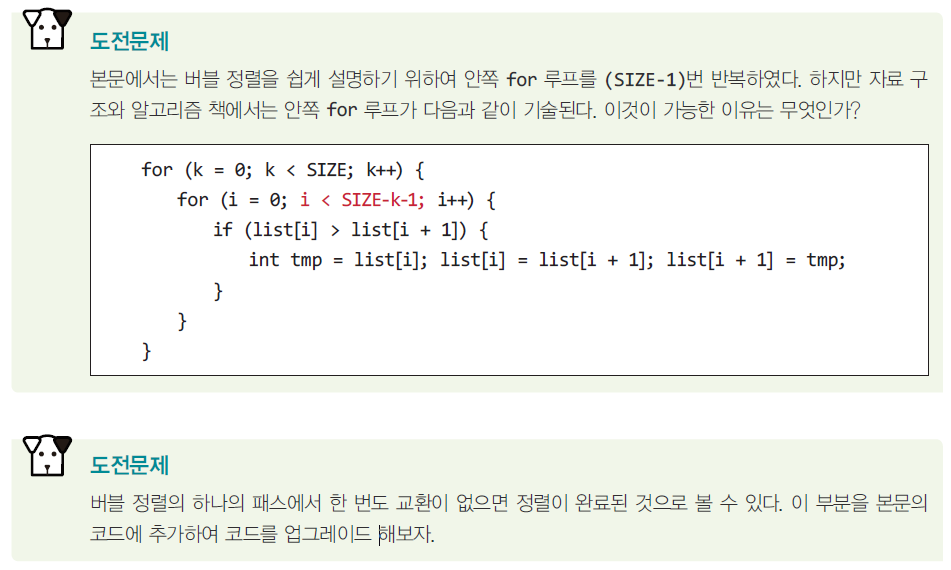 도전문제
본문에서는 버블 정렬을 쉽게 설명하기 위하여 안쪽 for 루프를 (SIZE-1)번 반복하였다. 하지만 자료 구
조와 알고리즘 책에서는 안쪽 for 루프가 다음과 같이 기술된다. 이것이 가능한 이유는 무엇인가?
for (k = 0; k < SIZE; k++) {
for (i = 0; i < SIZE-k-1; i++) {
if (list[i] > list[i + 1]) {
int tmp = list[i]; list[i] = list[i + 1]; list[i + 1] = tmp;
}
}
}
도전문제
버블 정렬의 하나의 패스에서 한 번도 교환이 없으면 정렬이 완료된 것으로 볼 수 있다. 이 부분을 본문의
코드에 추가하여 코드를 업그레이드 해보자.